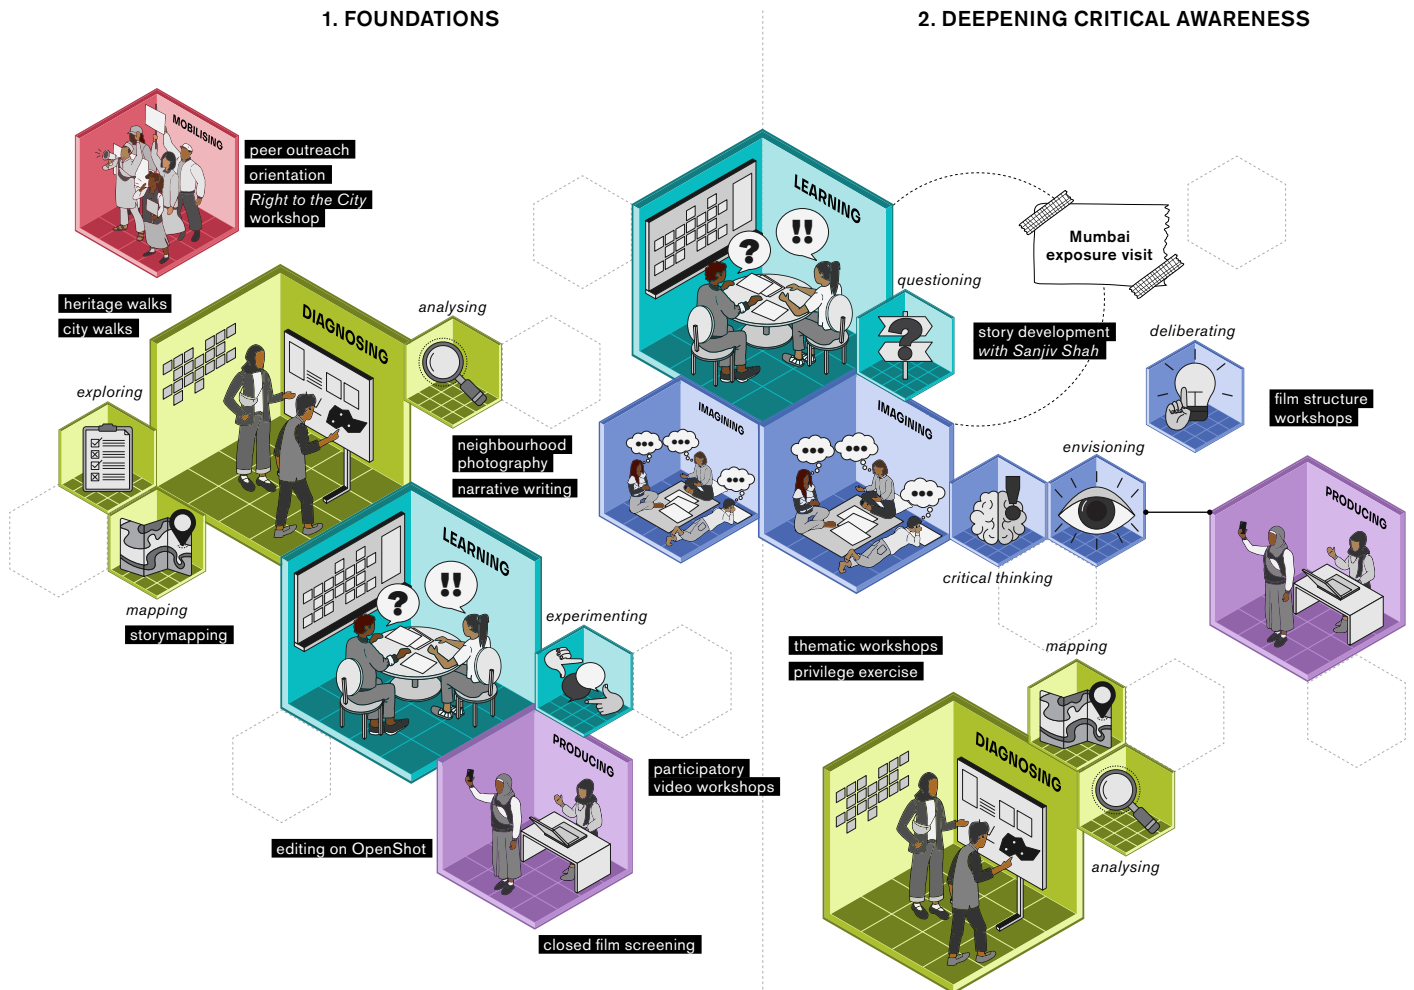 1. FOUNDATIONS
2. DEEPENING CRITICAL AWARENESS
MOBILISING
peer outreach
orientation
Right to the City
workshop
heritage walks
city walks
DIAGNOSING
analysing
exploring
neighbourhood
photography
narrative writing
mapping
storymapping
LEARNING
?
!!
experimenting
PRODUCING
participatory
video workshops
editing on OpenShot
closed film screening
LEARNING
?
!!
questioning
?
Mumbai
exposure visit
story development
with Sanjiv Shah
deliberating
film structure
workshops
IMAGINING
IMAGINING
envisioning
critical thinking
PRODUCING
thematic workshops
privilege exercise
mapping
DIAGNOSING
analysing